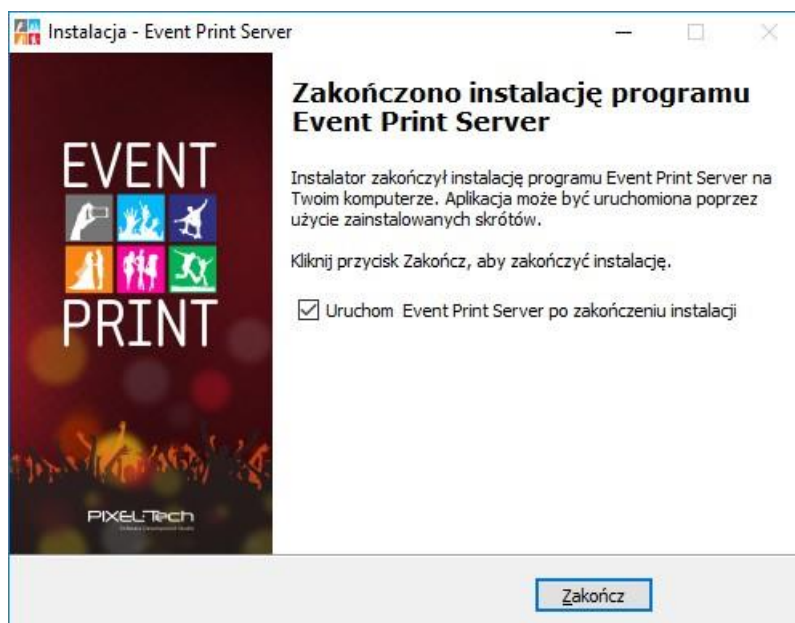 Instalacja - Event Print Server
EVENT
PRINT
PIXEL-Tech
Zakończono instalację programu
Event Print Server
Instalator zakończył instalację programu Event Print Server na
Twoim komputerze. Aplikacja może być uruchomiona poprzez
użycie zainstalowanych skrótów.
Kliknij przycisk Zakończ, aby zakończyć instalację.
Uruchom Event Print Server po zakończeniu instalacji
Zakończ